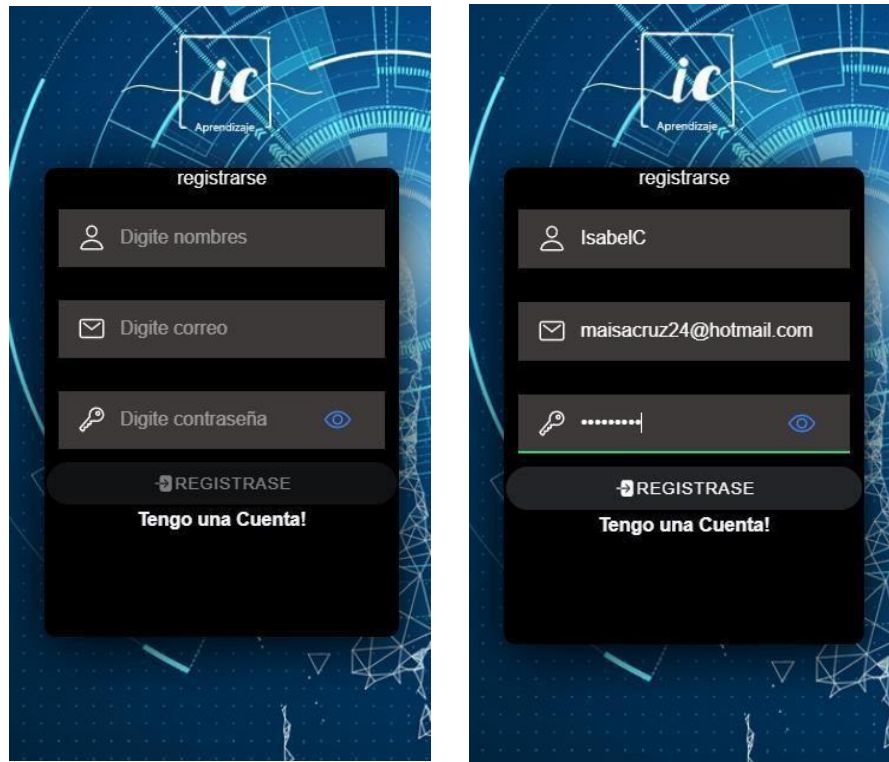 ic
Aprendizaje
registrarse
Digite nombres
Digite correo
Digite contraseña
REGISTRASE
Tengo una Cuenta!
ic
Aprendizaje
registrarse
IsabelC
maisacruz24@hotmail.com
•••••••••
REGISTRASE
Tengo una Cuenta!